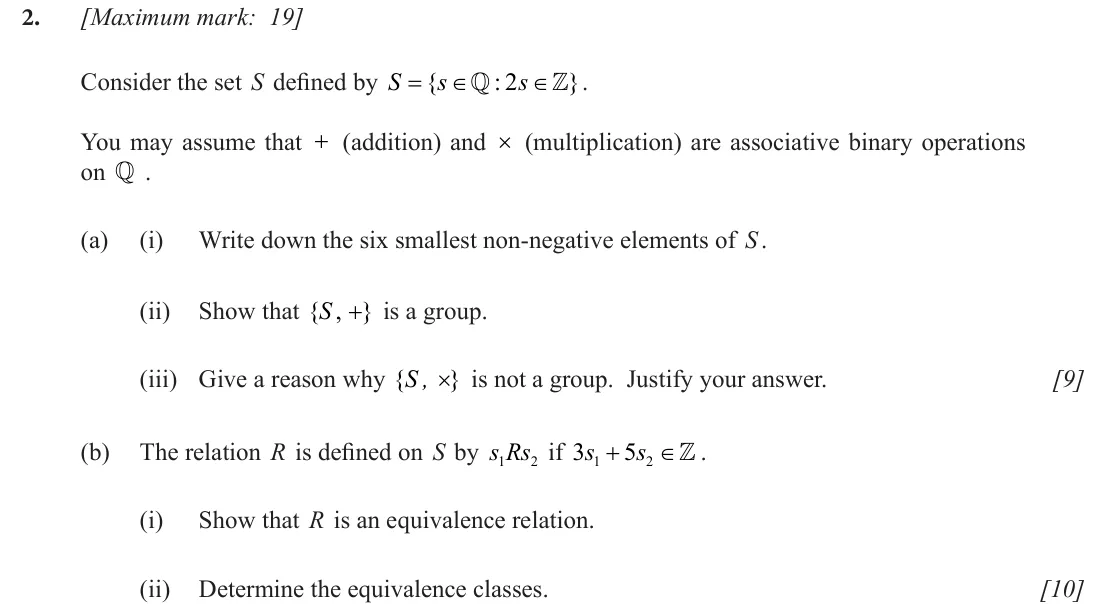 2. [Maximum mark: 19]
Consider the set S defined by S = {s ∈ ℚ : 2s ∈ ℤ} .
You may assume that + (addition) and × (multiplication) are associative binary operations
on ℚ .
(a) (i) Write down the six smallest non-negative elements of S .
(ii) Show that {S , +} is a group.
(iii) Give a reason why {S , ×} is not a group. Justify your answer. [9]
(b) The relation R is defined on S by s₁Rs₂ if 3s₁ + 5s₂ ∈ ℤ .
(i) Show that R is an equivalence relation.
(ii) Determine the equivalence classes. [10]